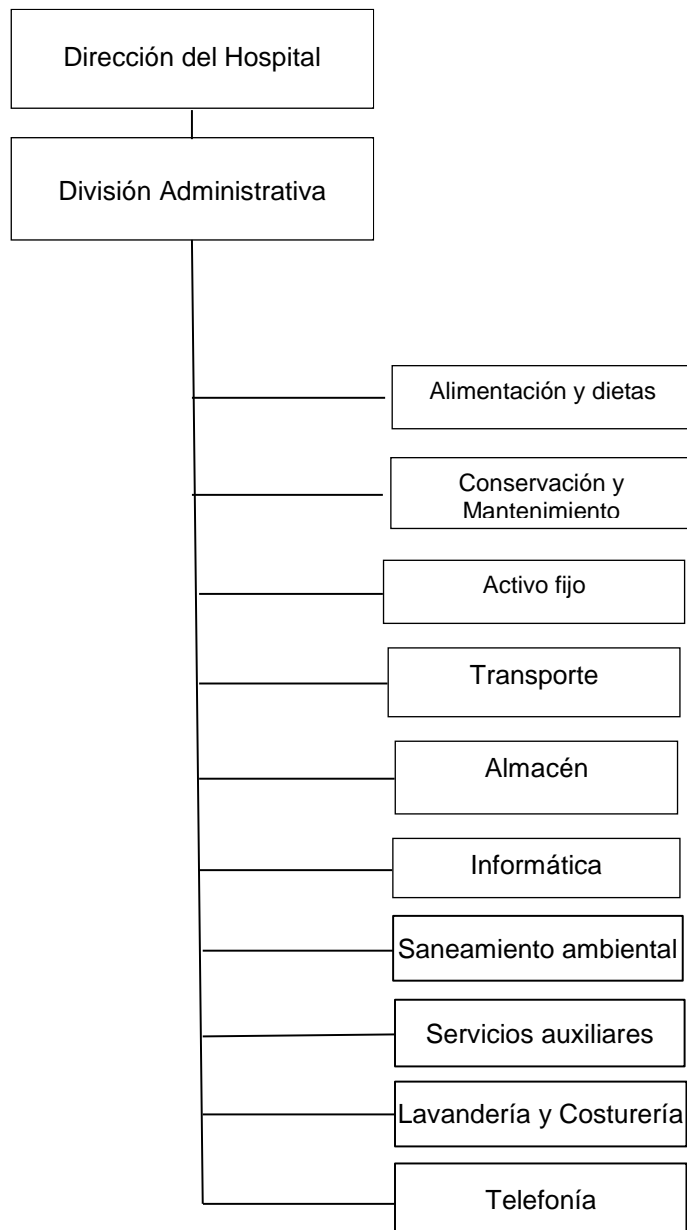 Dirección del Hospital
División Administrativa
Alimentación y dietas
Conservación y
Mantenimiento
Activo fijo
Transporte
Almacén
Informática
Saneamiento ambiental
Servicios auxiliares
Lavandería y Costurería
Telefonía